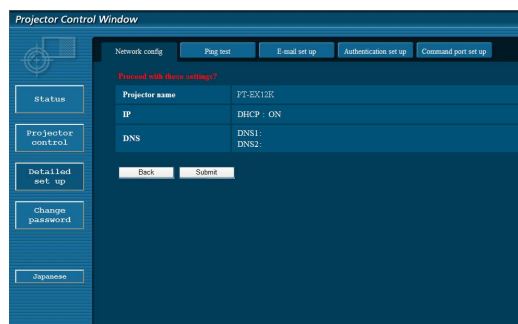 Projector Control Window
Network config
Ping test
E-mail set up
Authentication set up
Command port set up
Proceed with these settings?
Projector name
PT-EX12K
IP
DHCP : ON
DNS
DNS1:
DNS2:
Back
Submit
Status
Projector
control
Detailed
set up
Change
password
Japanese